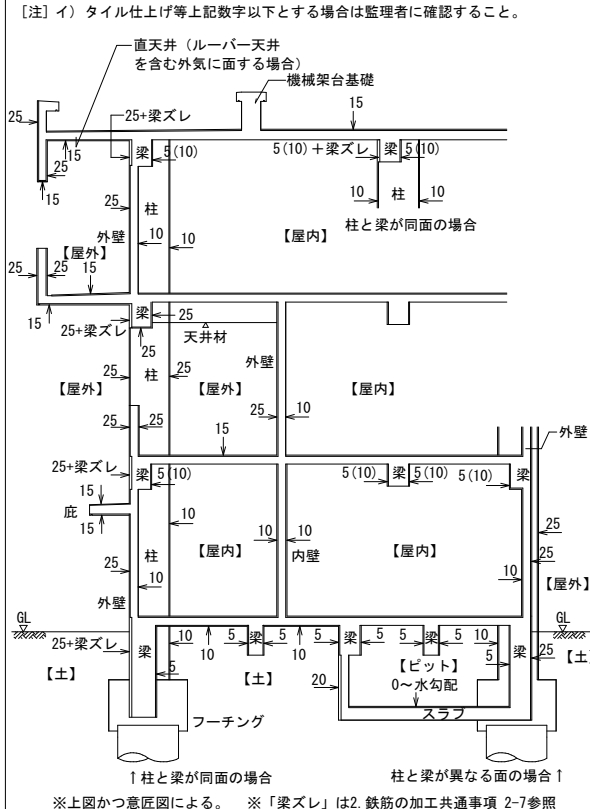 [注] イ) タイル仕上げ等上記数字以下とする場合は監理者に確認すること。
直天井 (ルーバー天井
を含む外気に面する場合)
機械架台基礎
25
25+梁ズレ
15
15
梁
5(10)
5(10)+梁ズレ
梁
5(10)
25
15
25
柱
10
柱
10
外壁
10
10
【屋内】
柱と梁が同面の場合
【屋外】
25
25
15
15
25+梁ズレ
梁
25
天井材
25
外壁
【屋外】
25
柱
25
【屋外】
【屋内】
25
10
25
25
15
外壁
25+梁ズレ
梁
5(10)
5(10)
梁
5(10)
5(10)
梁
15
庇
15
10
25
柱
【屋内】
10
10
内壁
【屋内】
25
25
10
25
10
【屋外】
外壁
GL
GL
25+梁ズレ
梁
10
10
5
梁
5
10
5
梁
5
5
梁
5
10
梁
【土】
5
【土】
【ピット】
0~水勾配
5
25
【土】
20
スラブ
フーチング
↑柱と梁が同面の場合
柱と梁が異なる面の場合↑
※上図かつ意匠図による。 ※「梁ズレ」は2.鉄筋の加工共通事項 2-7参照